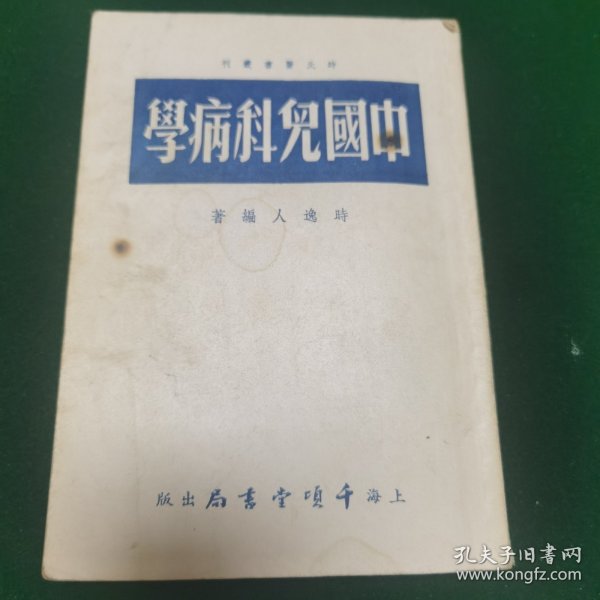 時氏醫書叢刊
中國兒科病學
時逸人編著
上海千頃堂書局出版
孔夫子旧书网
www.kongfz.com